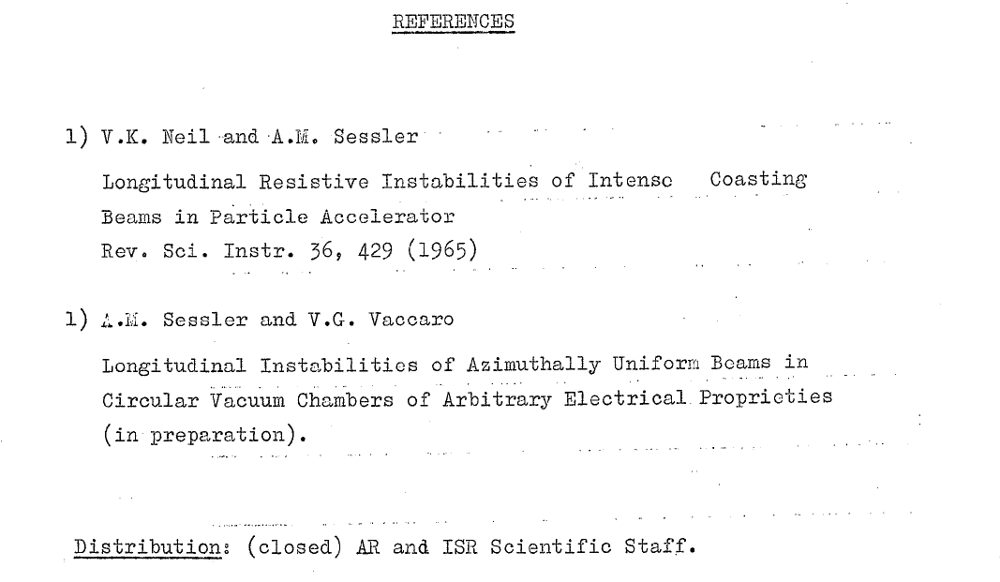 REFERENCES
1) V.K. Neil and A.M. Sessler
Longitudinal Resistive Instabilities of Intense Coasting
Beams in Particle Accelerator
Rev. Sci. Instr. 36, 429 (1965)
1) A.M. Sessler and V.G. Vaccaro
Longitudinal Instabilities of Azimuthally Uniform Beams in
Circular Vacuum Chambers of Arbitrary Electrical Proprieties
(in preparation).
Distribution: (closed) AR and ISR Scientific Staff.